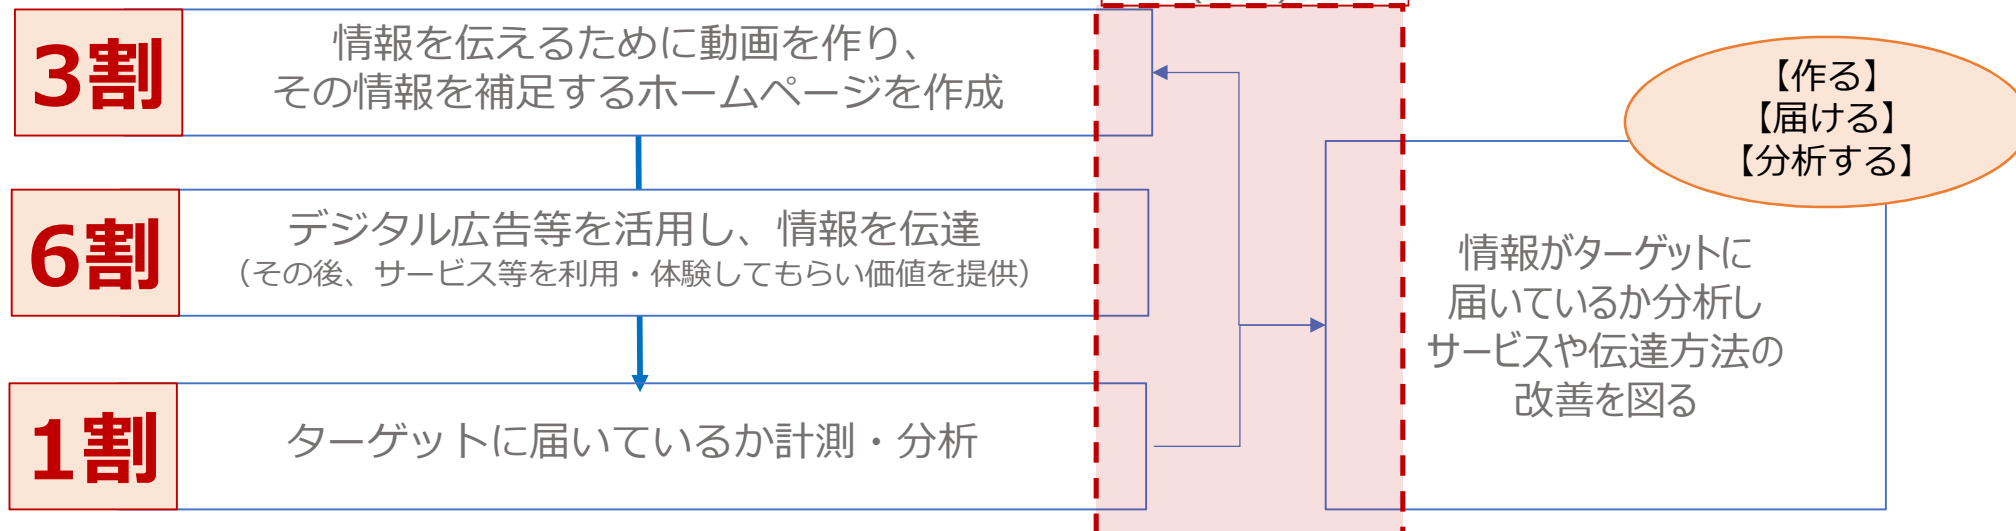 3割
情報を伝えるために動画を作り、
その情報を補足するホームページを作成
6割
デジタル広告等を活用し、情報を伝達
（その後、サービス等を利用・体験してもらい価値を提供）
1割
ターゲットに届いているか計測・分析
【作る】
【届ける】
【分析する】
情報がターゲットに
届いているか分析し
サービスや伝達方法の
改善を図る